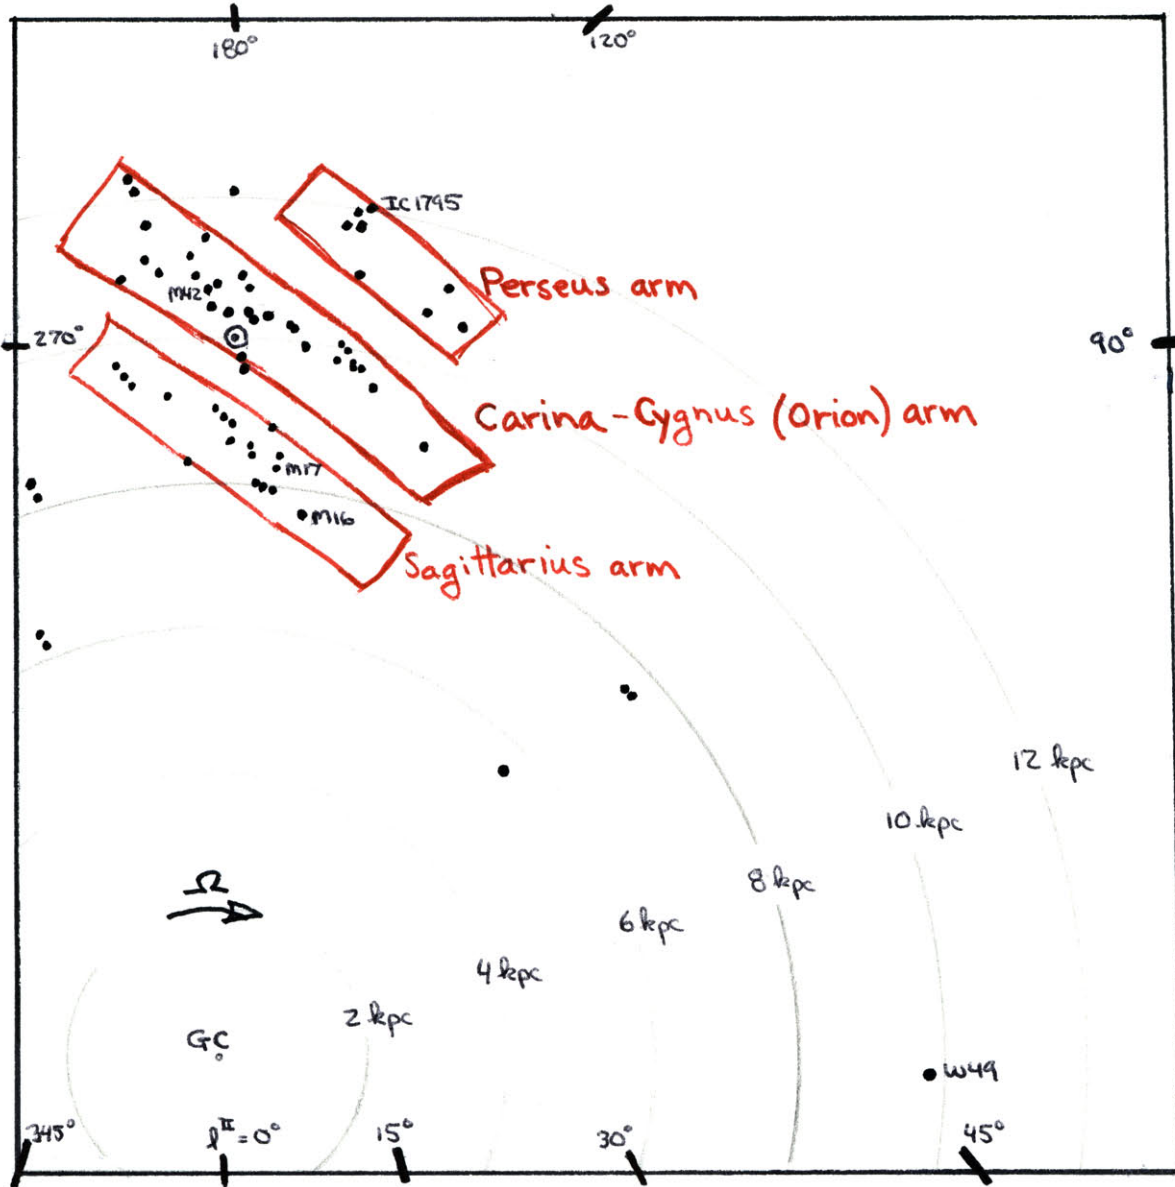 180°
120°
IC1795
Perseus arm
M42
270°
90°
Carina-Cygnus (Orion) arm
M17
M16
Sagittarius arm
12 kpc
10 kpc
8 kpc
Ω
6 kpc
4 kpc
2 kpc
GC
W49
345°
lᴵᴵ = 0°
15°
30°
45°